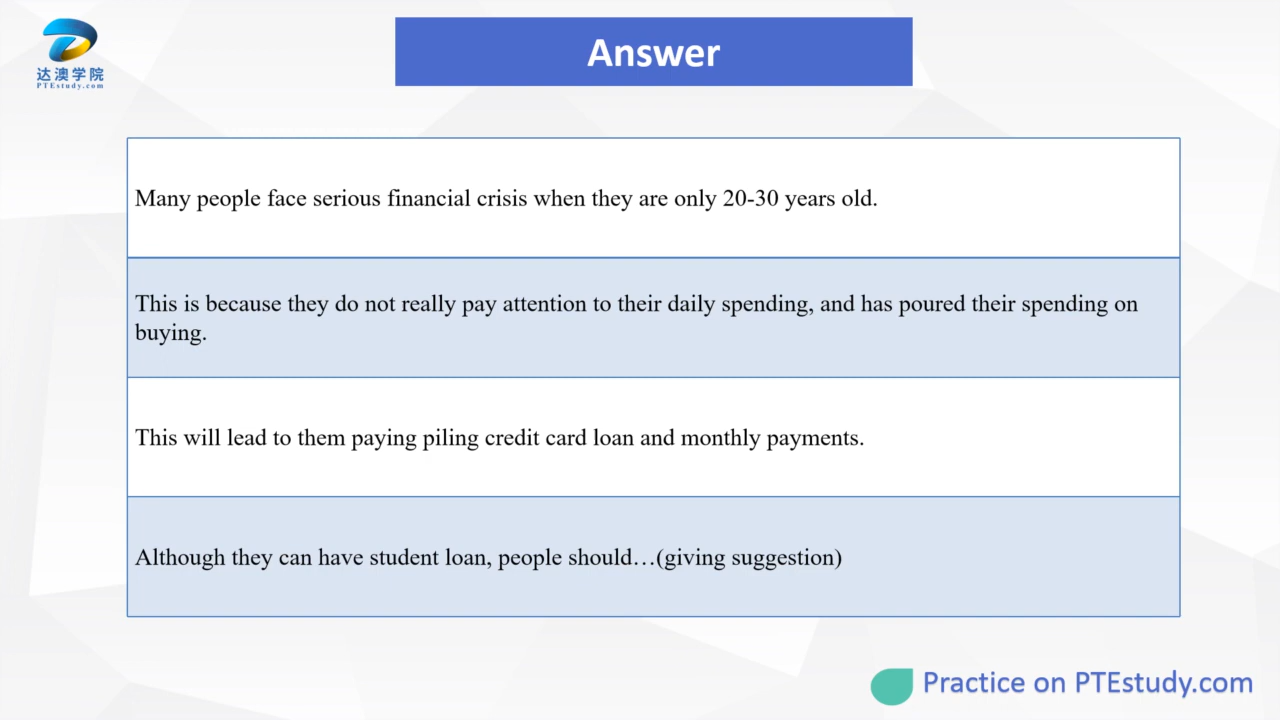 达澳学院
PTEstudy.com
Answer
Many people face serious financial crisis when they are only 20-30 years old.
This is because they do not really pay attention to their daily spending, and has poured their spending on
buying.
This will lead to them paying piling credit card loan and monthly payments.
Although they can have student loan, people should…(giving suggestion)
Practice on PTEstudy.com